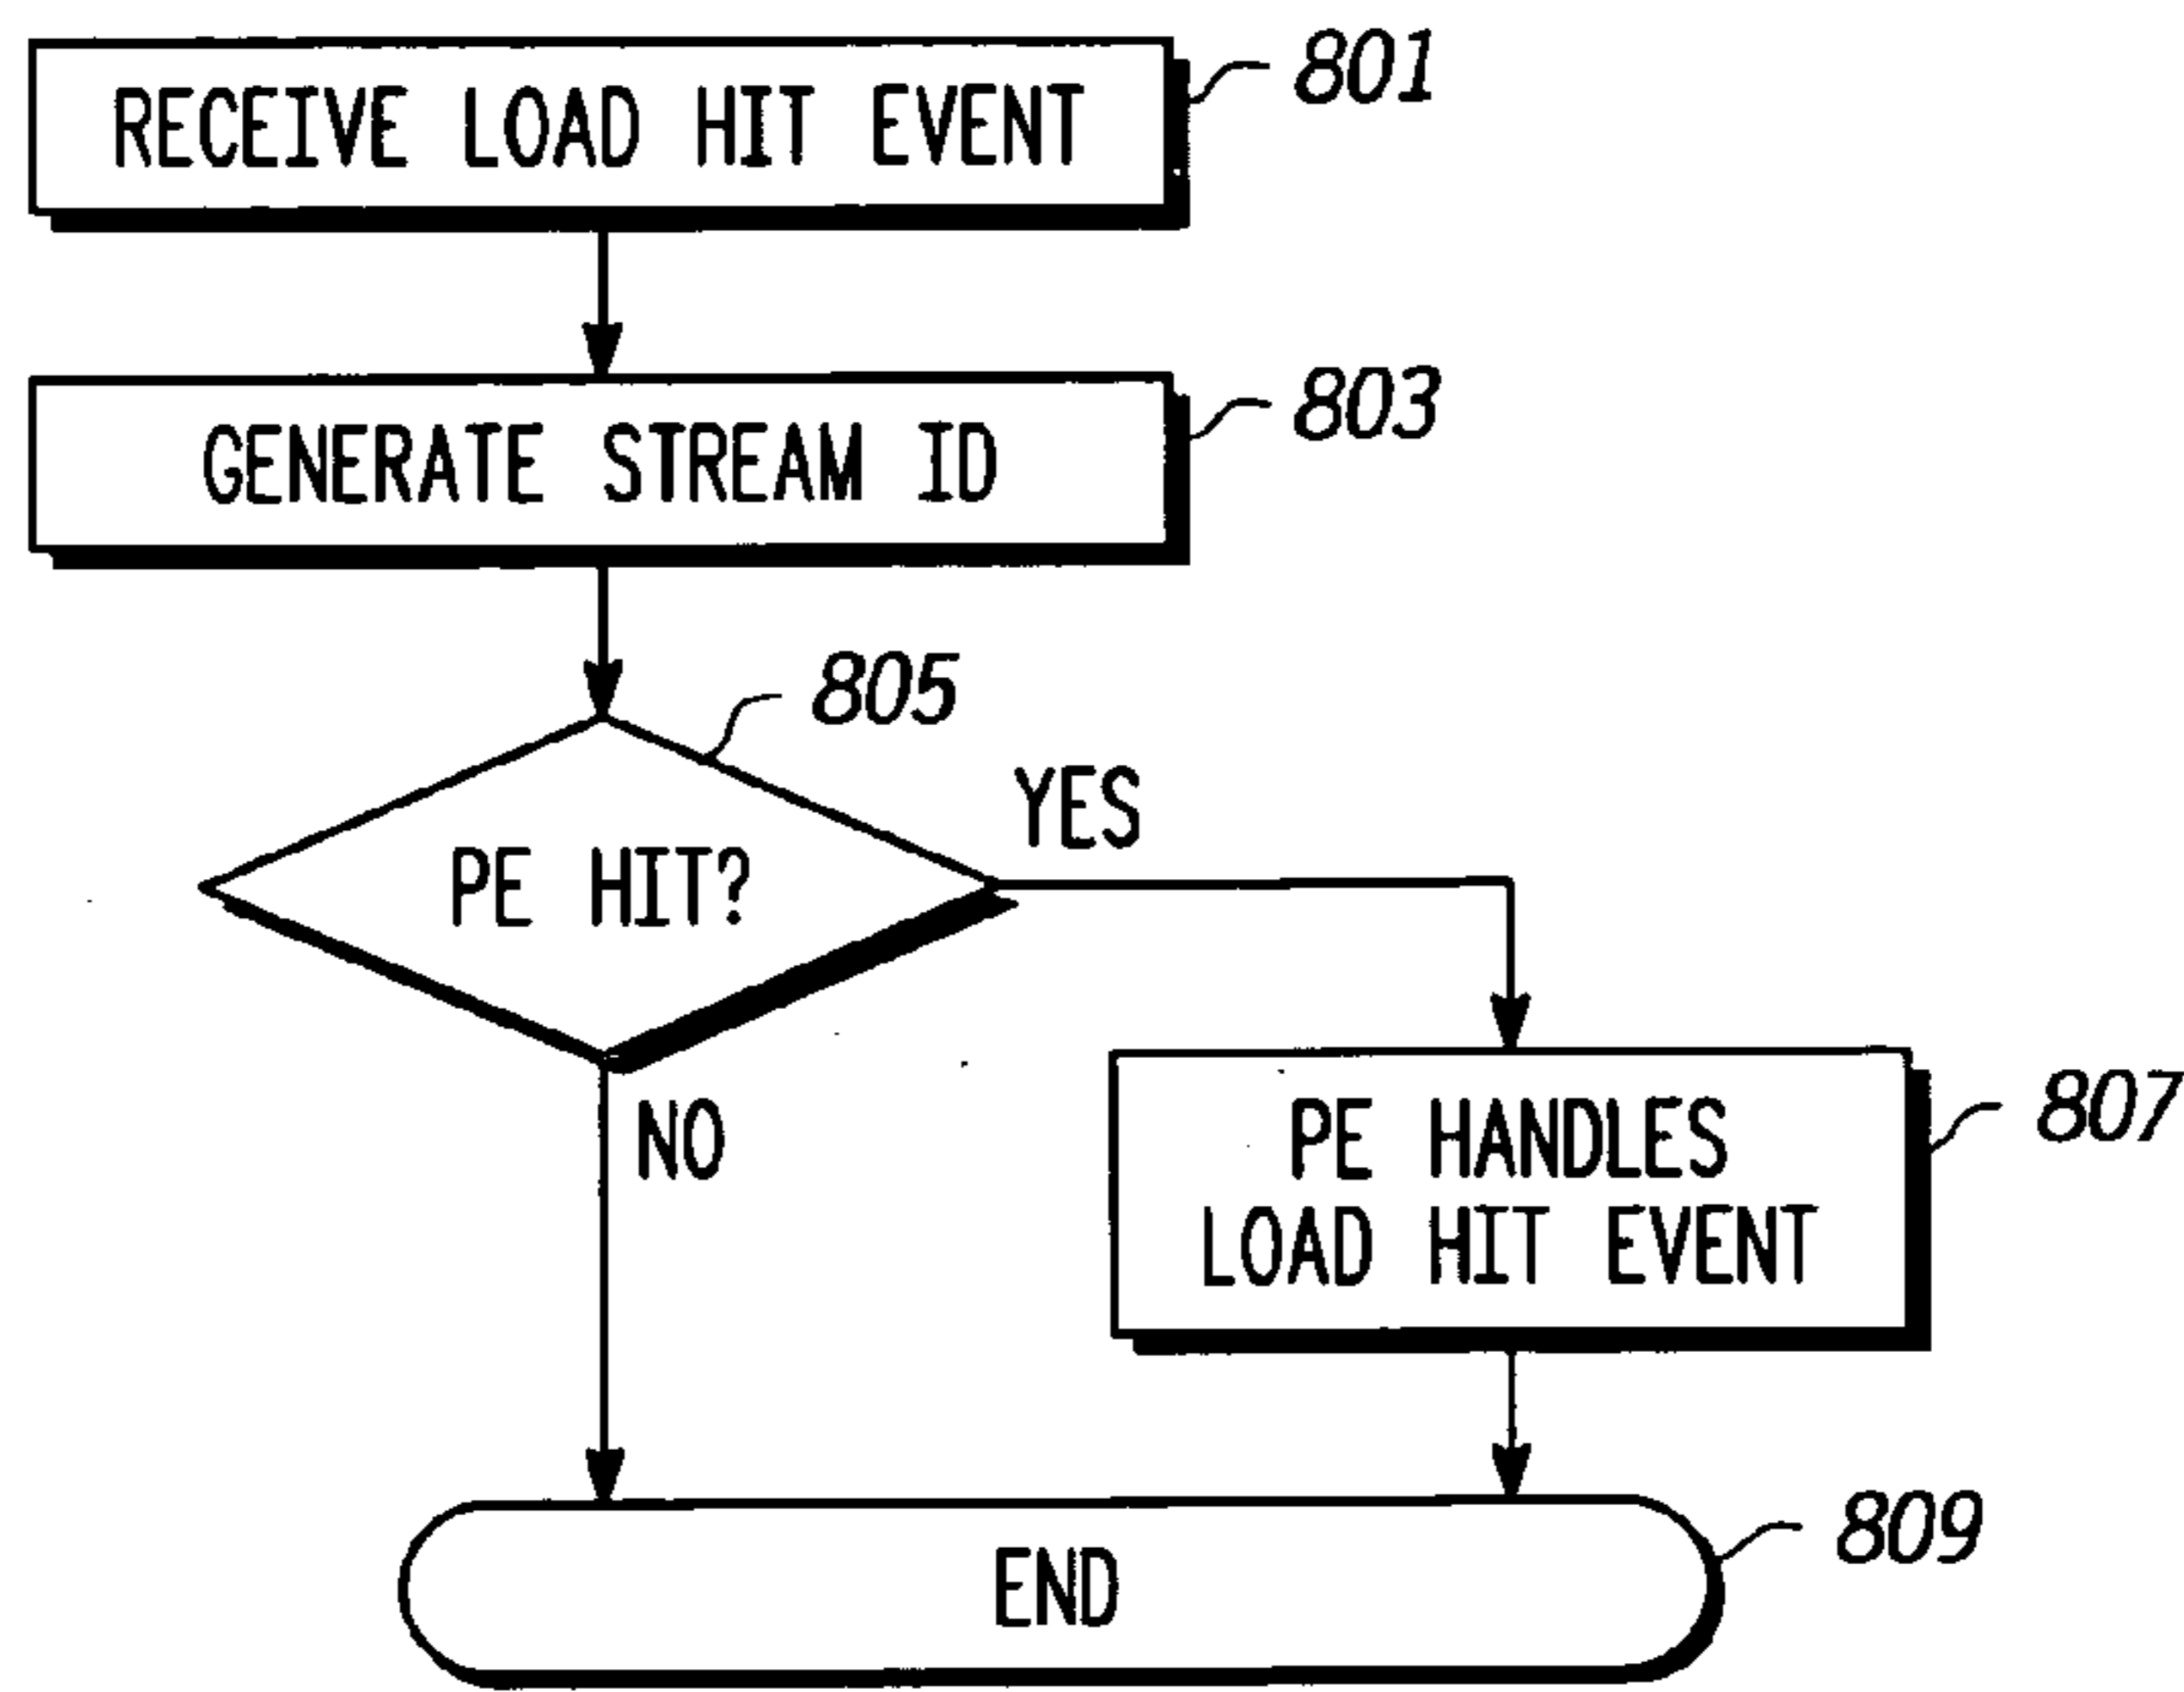 RECEIVE LOAD HIT EVENT
801
GENERATE STREAM ID
803
805
PE HIT?
YES
NO
PE HANDLES
LOAD HIT EVENT
807
END
809